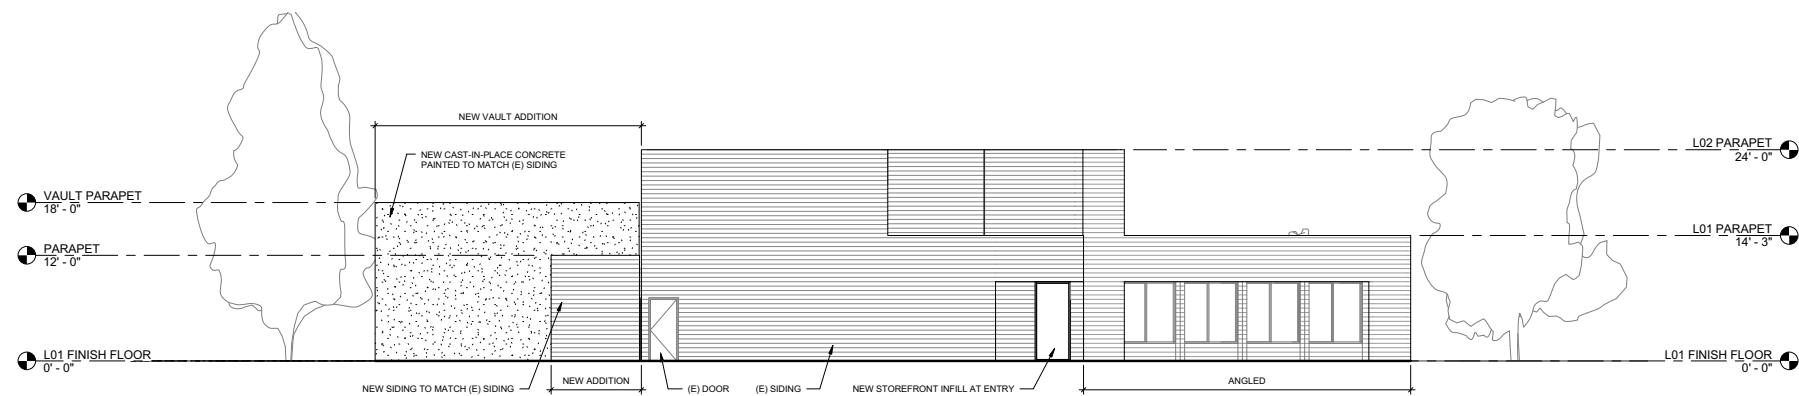 NEW VAULT ADDITION
NEW CAST-IN-PLACE CONCRETE
PAINTED TO MATCH (E) SIDING
L02 PARAPET
24' - 0"
VAULT PARAPET
18' - 0"
L01 PARAPET
14' - 3"
PARAPET
12' - 0"
L01 FINISH FLOOR
0' - 0"
L01 FINISH FLOOR
0' - 0"
NEW ADDITION
ANGLED
NEW SIDING TO MATCH (E) SIDING
(E) DOOR
(E) SIDING
NEW STOREFRONT INFILL AT ENTRY